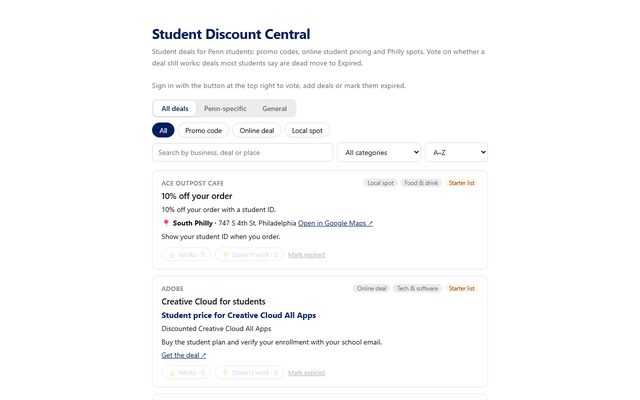 Student Discount Central
Student deals for Penn students: promo codes, online student pricing and Philly spots. Vote on whether a
deal still works; deals most students say are dead move to Expired.
Sign in with the button at the top right to vote, add deals or mark them expired.
All deals Penn-specific General
All Promo code Online deal Local spot
Search by business, deal or place All categories A–Z
ACE OUTPOST CAFE Local spot Food & drink Starter list
10% off your order
10% off your order with a student ID.
📍 South Philly · 747 S 4th St, Philadelphia Open in Google Maps ↗
Show your student ID when you order.
👍 Works · 0 👎 Doesn't work · 0 Mark expired
ADOBE Online deal Tech & software Starter list
Creative Cloud for students
Student price for Creative Cloud All Apps
Discounted Creative Cloud All Apps
Buy the student plan and verify your enrollment with your school email.
Get the deal ↗
👍 Works · 0 👎 Doesn't work · 0 Mark expired